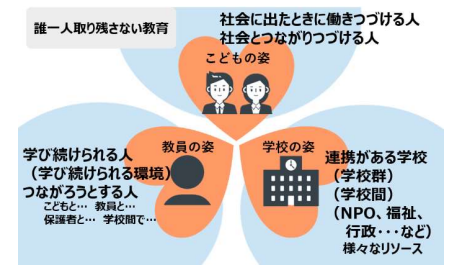 誰一人取り残さない教育
社会に出たときに働きつづける人
社会とつながりつづける人
こどもの姿
教員の姿
学び続けられる人
（学び続けられる環境）
つながろうとする人
こどもと… 教員と…
保護者と… 学校間で…
学校の姿
連携がある学校
（学校群）
（学校間）
（NPO、福祉、
行政・・・など）
様々なリソース